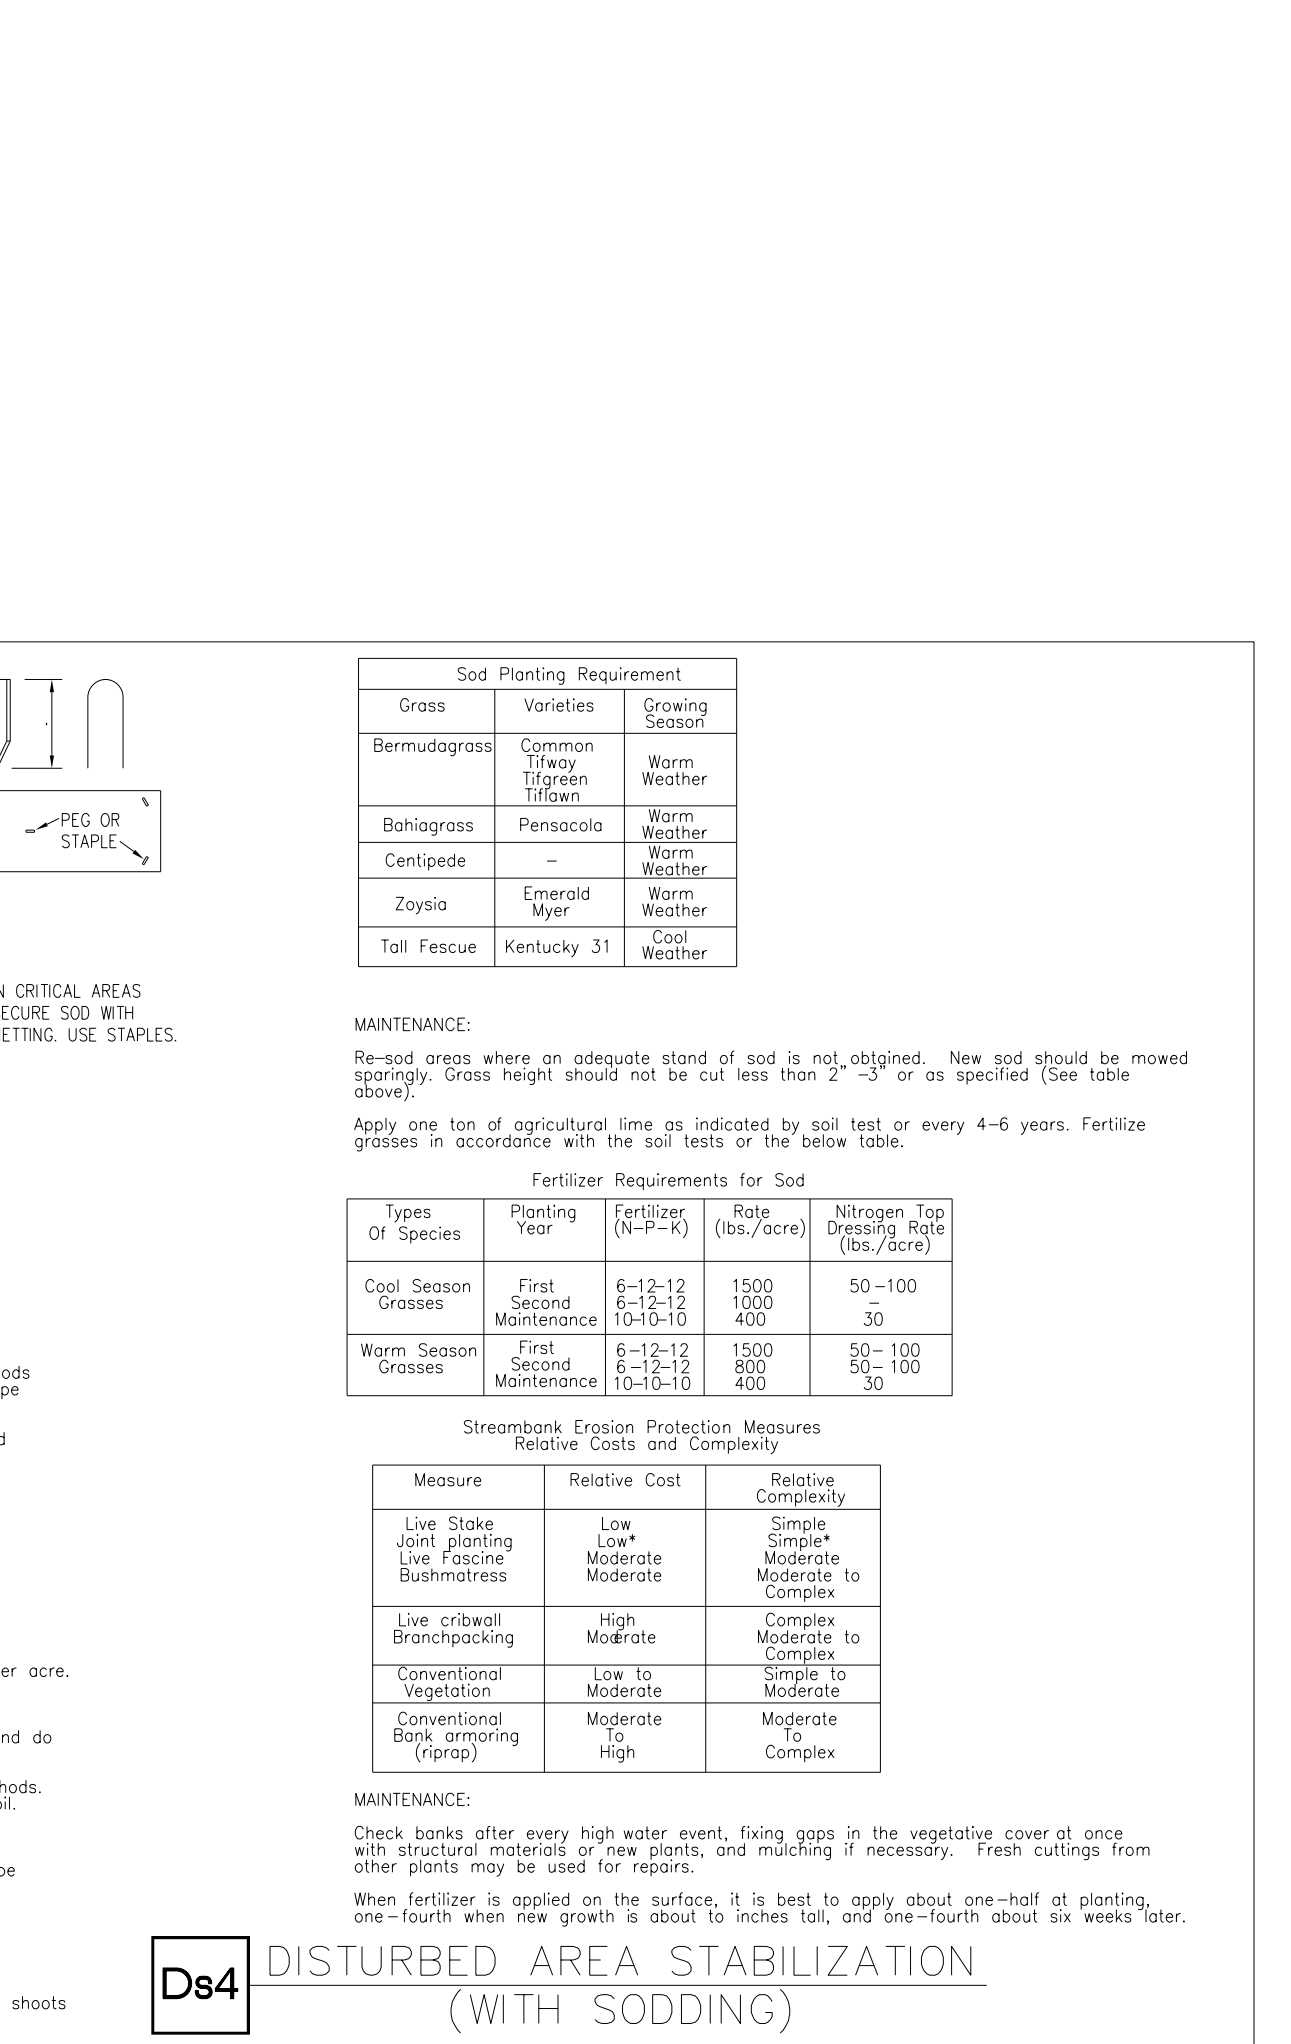 PEG OR
STAPLE
N CRITICAL AREAS
ECURE SOD WITH
ETTING. USE STAPLES.
ods
pe
d
er acre.
nd do
hods.
oil.
pe
shoots
Sod Planting Requirement
Grass Varieties Growing
Season
Bermudagrass Common
Tifway Warm
Tifgreen Weather
Tiflawn
Bahiagrass Pensacola Warm
Weather
Centipede – Warm
Weather
Zoysia Emerald Warm
Myer Weather
Tall Fescue Kentucky 31 Cool
Weather
MAINTENANCE:
Re–sod areas where an adequate stand of sod is not obtgined. New sod should be mowed
sparingly. Grass height should not be cut less than 2” –3” or as specified (See table
above).
Apply one ton of agricultural lime as indicated by soil test or every 4–6 years. Fertilize
grasses in accordance with the soil tests or the below table.
Fertilizer Requirements for Sod
Types Planting Fertilizer Rate Nitrogen Top
Of Species Year (N–P–K) (lbs./acre) Dressing Rate
(lbs./acre)
Cool Season First 6–12–12 1500 50–100
Grasses Second 6–12–12 1000 –
Maintenance 10–10–10 400 30
Warm Season First 6–12–12 1500 50–100
Grasses Second 6–12–12 800 50–100
Maintenance 10–10–10 400 30
Streambank Erosion Protection Measures
Relative Costs and Complexity
Measure Relative Cost Relative
Complexity
Live Stake Low Simple
Joint planting Low* Simple*
Live Fascine Moderate Moderate
Bushmatress Moderate Moderate to
Complex
Live cribwall High Complex
Branchpacking Moderate Moderate to
Complex
Conventional Low to Simple to
Vegetation Moderate Moderate
Conventional Moderate Moderate
Bank armoring To To
(riprap) High Complex
MAINTENANCE:
Check banks after every high water event, fixing gaps in the vegetative cover at once
with structural materials or new plants, and mulching if necessary. Fresh cuttings from
other plants may be used for repairs.
When fertilizer is applied on the surface, it is best to apply about one–half at planting,
one–fourth when new growth is about to inches tall, and one–fourth about six weeks later.
Ds4
DISTURBED AREA STABILIZATION
(WITH SODDING)